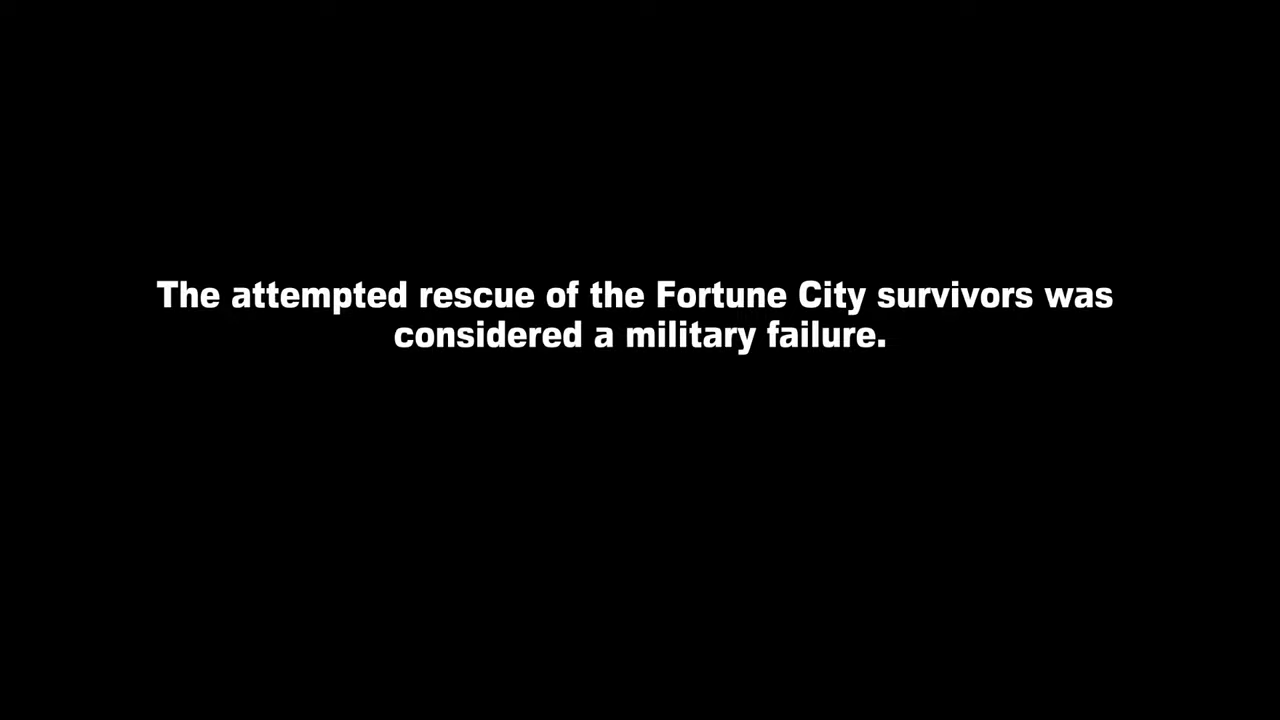 The attempted rescue of the Fortune City survivors was
considered a military failure.